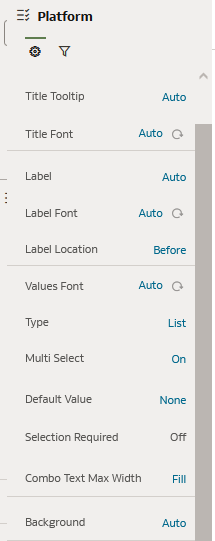 Platform
Title Tooltip Auto
Title Font Auto
Label Auto
Label Font Auto
Label Location Before
Values Font Auto
Type List
Multi Select On
Default Value None
Selection Required Off
Combo Text Max Width Fill
Background Auto